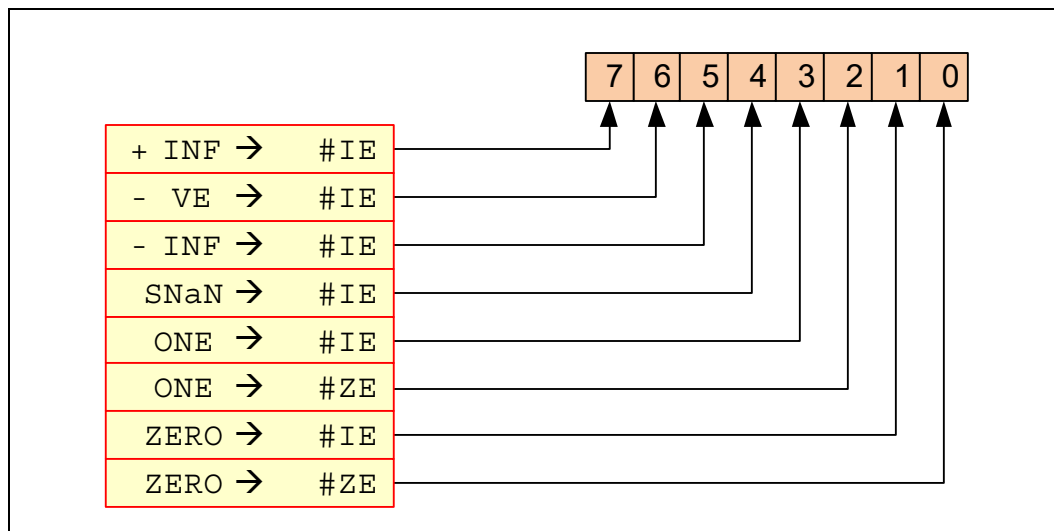 7 6 5 4 3 2 1 0
+ INF → #IE
- VE → #IE
- INF → #IE
SNaN → #IE
ONE → #IE
ONE → #ZE
ZERO → #IE
ZERO → #ZE